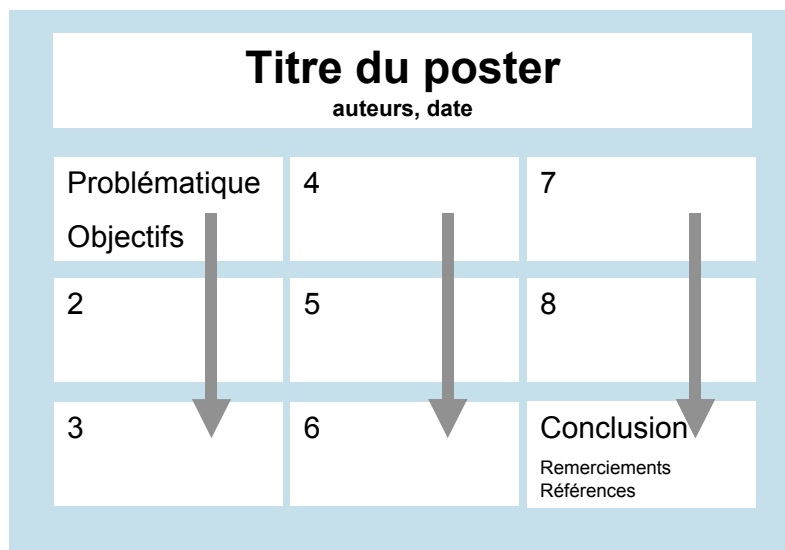 Titre du poster
auteurs, date
Problématique
Objectifs
2
3
4
5
6
7
8
Conclusion
Remerciements
Références